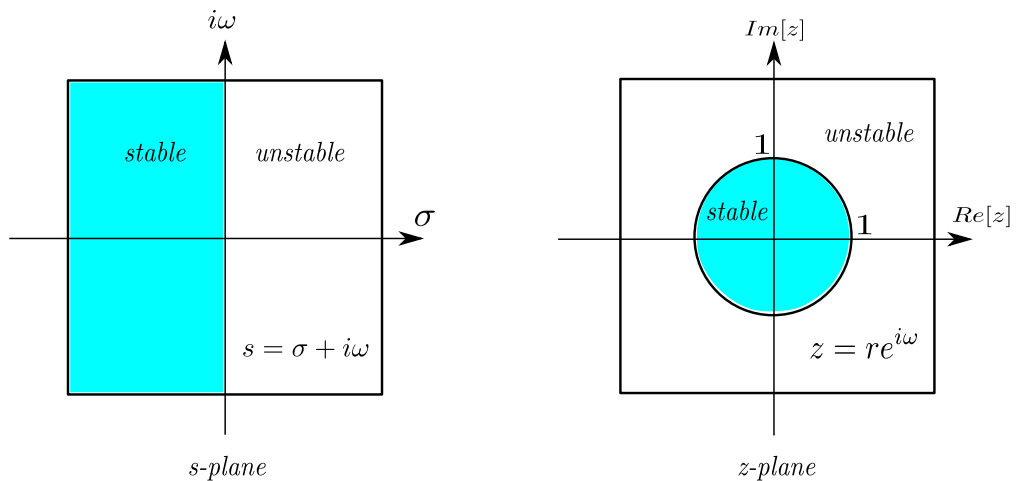 iω
stable
unstable
σ
s = σ + iω
s-plane
Im[z]
unstable
1
stable
1
Re[z]
z = re^{iω}
z-plane